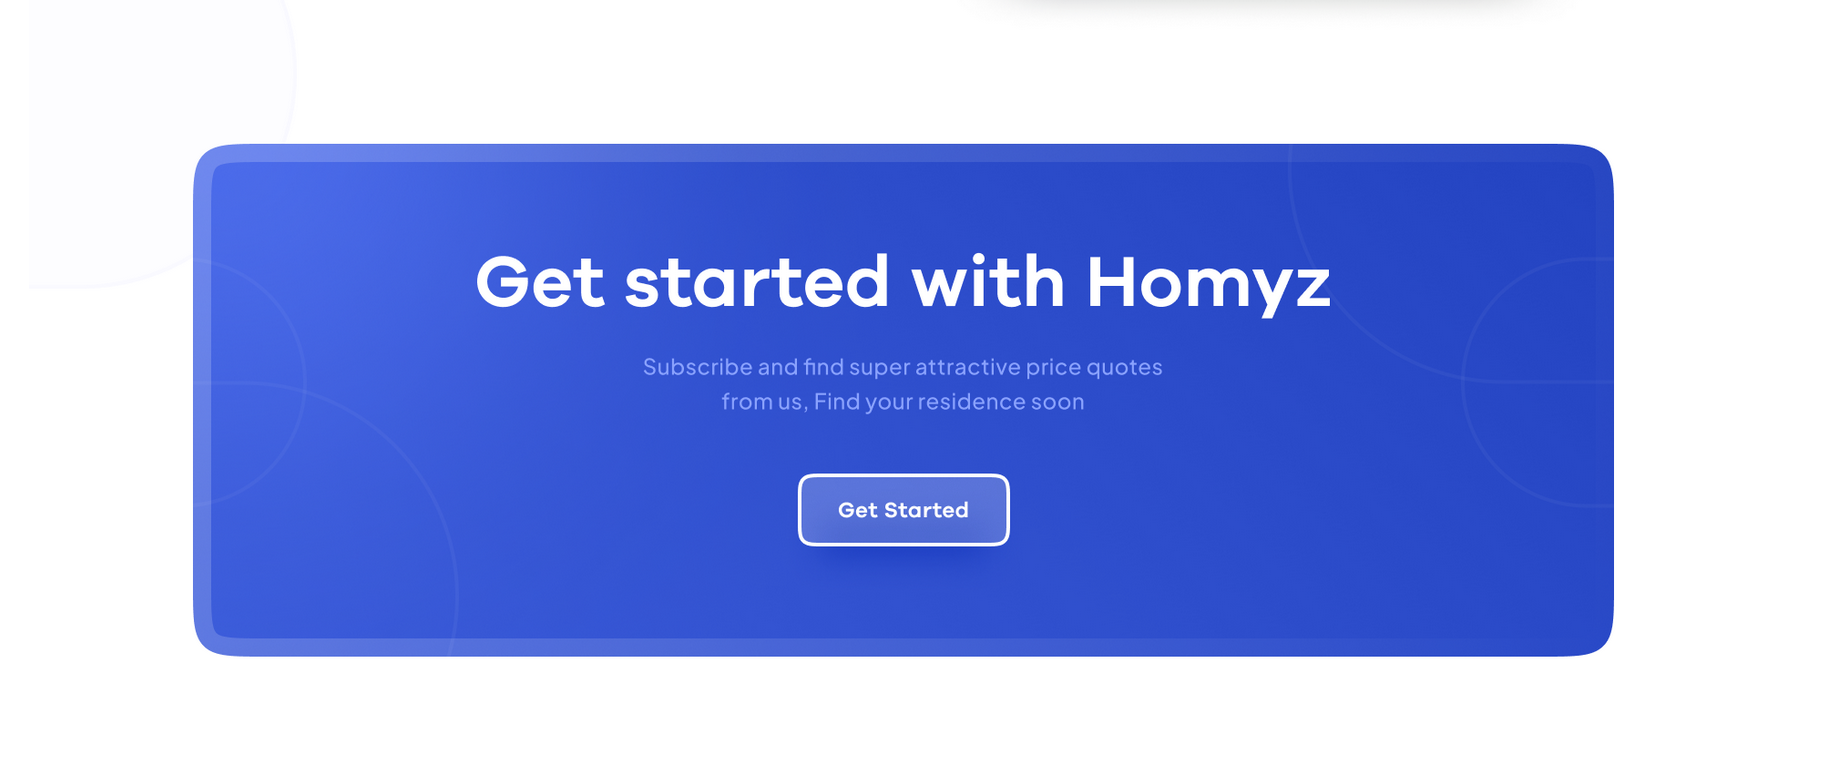 Get started with Homyz
Subscribe and find super attractive price quotes
from us, Find your residence soon
Get Started